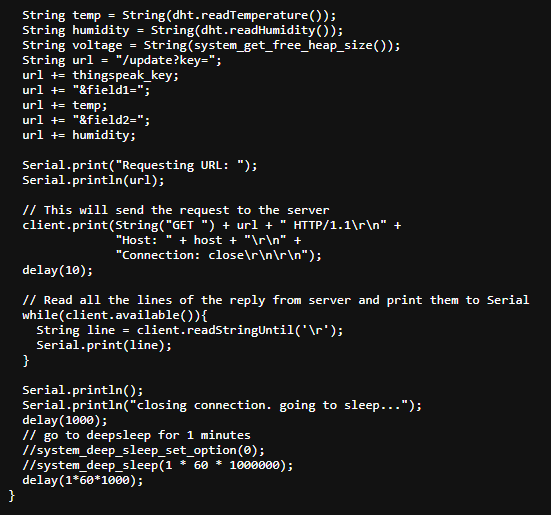 String temp = String(dht.readTemperature());
String humidity = String(dht.readHumidity());
String voltage = String(system_get_free_heap_size());
String url = "/update?key=";
url += thingspeak_key;
url += "&field1=";
url += temp;
url += "&field2=";
url += humidity;

Serial.print("Requesting URL: ");
Serial.println(url);

// This will send the request to the server
client.print(String("GET ") + url + " HTTP/1.1\r\n" +
"Host: " + host + "\r\n" +
"Connection: close\r\n\r\n");
delay(10);

// Read all the lines of the reply from server and print them to Serial
while(client.available()){
String line = client.readStringUntil('\r');
Serial.print(line);
}

Serial.println();
Serial.println("closing connection. going to sleep...");
delay(1000);
// go to deepsleep for 1 minutes
//system_deep_sleep_set_option(0);
//system_deep_sleep(1 * 60 * 1000000);
delay(1*60*1000);
}